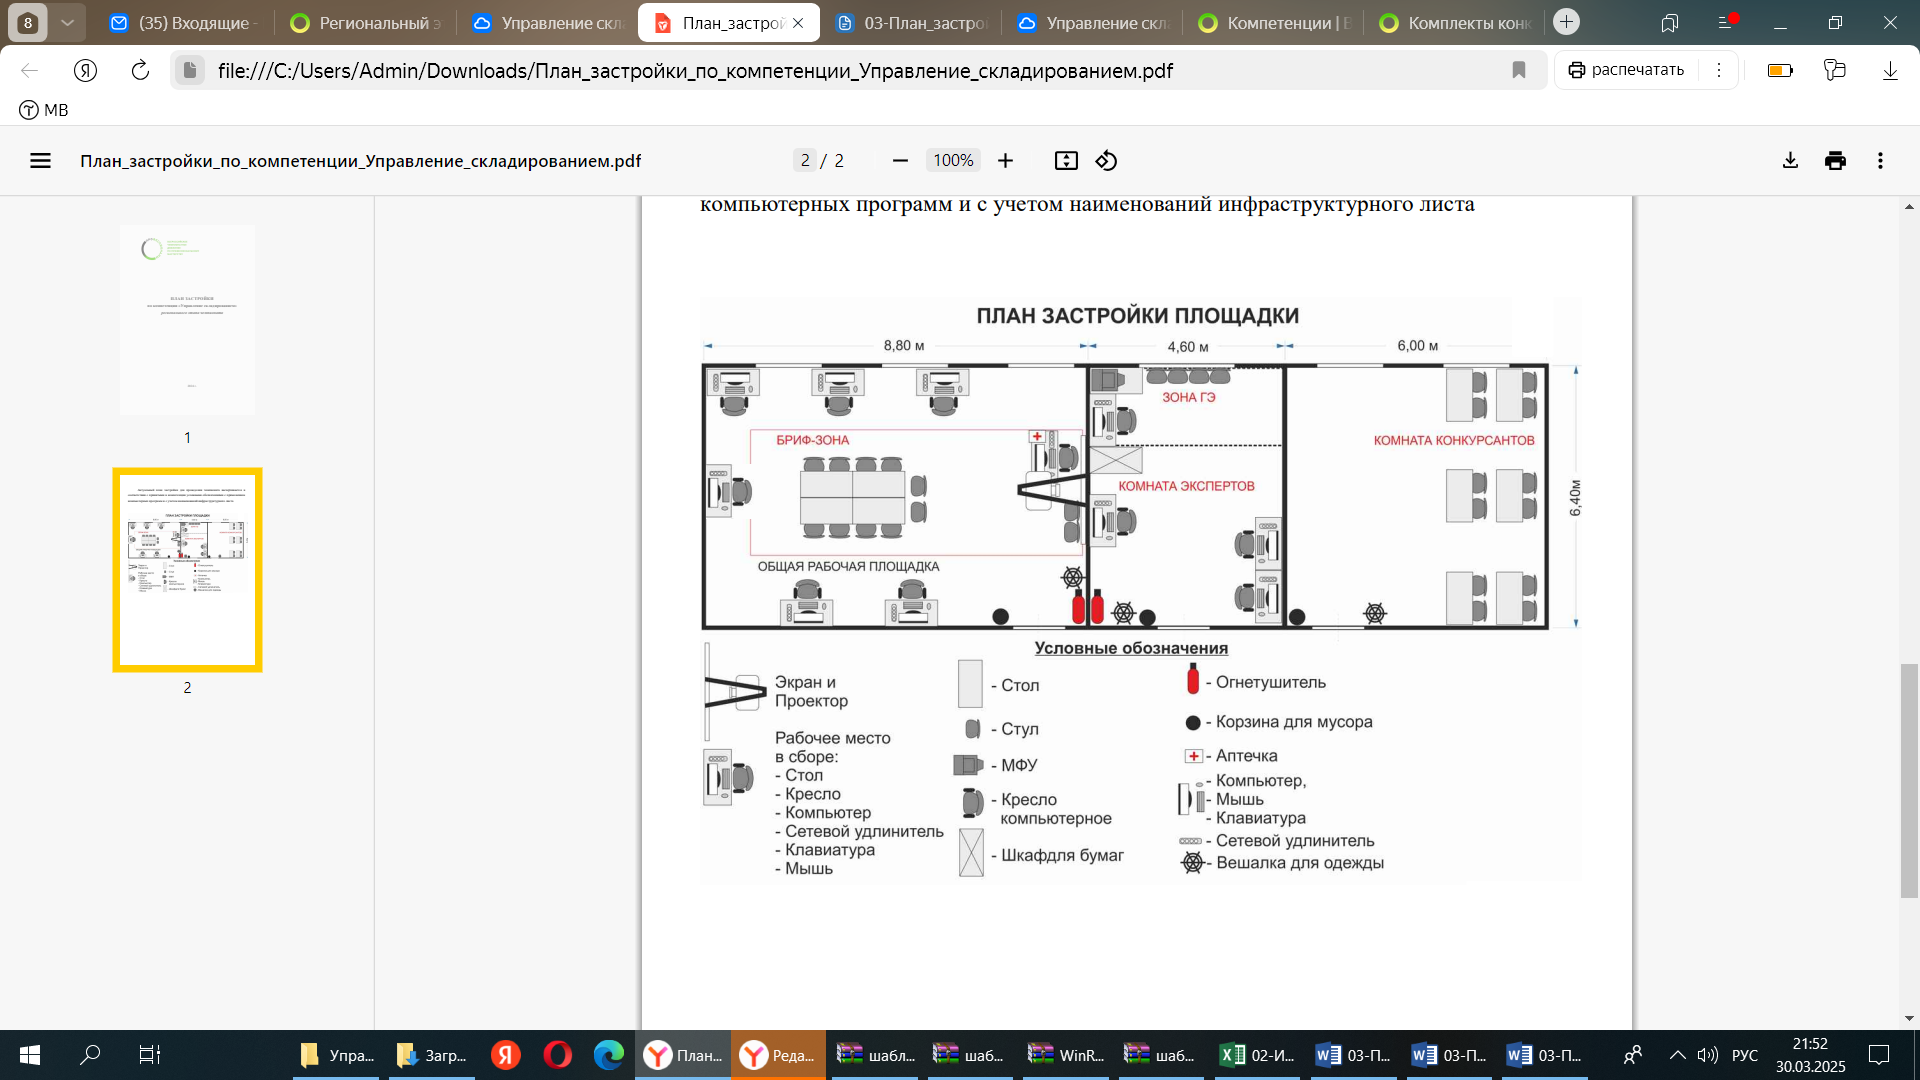 8
(35) Входящие -
Региональный э
Управление скл
План_застрой
03-План_застро
Управление скл
Компетенции | В
Комплекты конк
file:///C:/Users/Admin/Downloads/План_застройки_по_компетенции_Управление_складированием.pdf
распечатать
МВ
План_застройки_по_компетенции_Управление_складированием.pdf
2 / 2
100%
1
2
компьютерных программ и с учетом наименований инфраструктурного листа
ПЛАН ЗАСТРОЙКИ ПЛОЩАДКИ
8,80 м
4,60 м
6,00 м
6,40м
ЗОНА ГЭ
БРИФ-ЗОНА
КОМНАТА КОНКУРСАНТОВ
КОМНАТА ЭКСПЕРТОВ
ОБЩАЯ РАБОЧАЯ ПЛОЩАДКА
Условные обозначения
Экран и
Проектор
Рабочее место
в сборе:
- Стол
- Кресло
- Компьютер
- Сетевой удлинитель
- Клавиатура
- Мышь
- Стол
- Стул
- МФУ
- Кресло
компьютерное
- Шкафдля бумаг
- Огнетушитель
- Корзина для мусора
- Аптечка
- Компьютер,
- Мышь
- Клавиатура
- Сетевой удлинитель
- Вешалка для одежды
Упра...
Загр...
План...
Реда...
шабл...
шаб...
WinR...
шаб...
02-И...
03-П...
03-П...
03-П...
РУС
21:52
30.03.2025